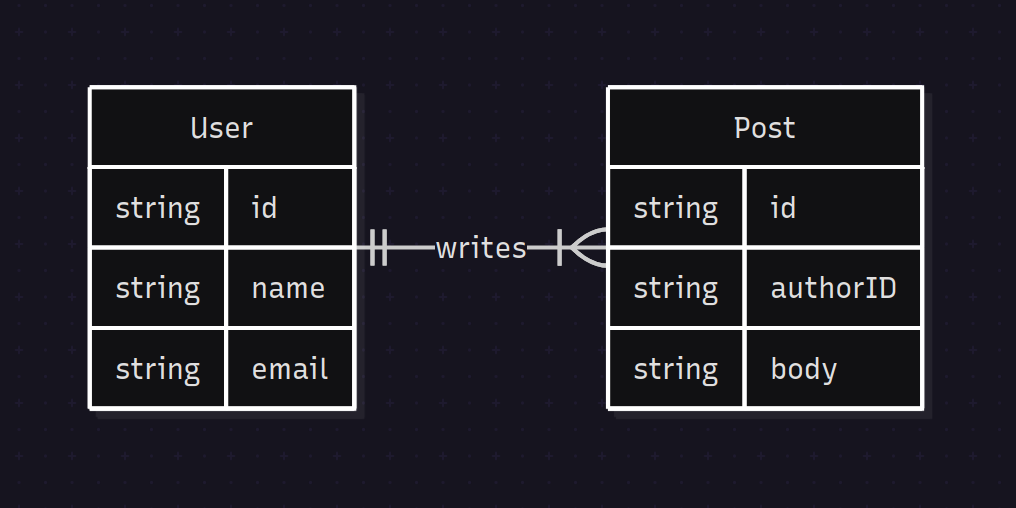 User
string id
string name
string email
writes
Post
string id
string authorID
string body